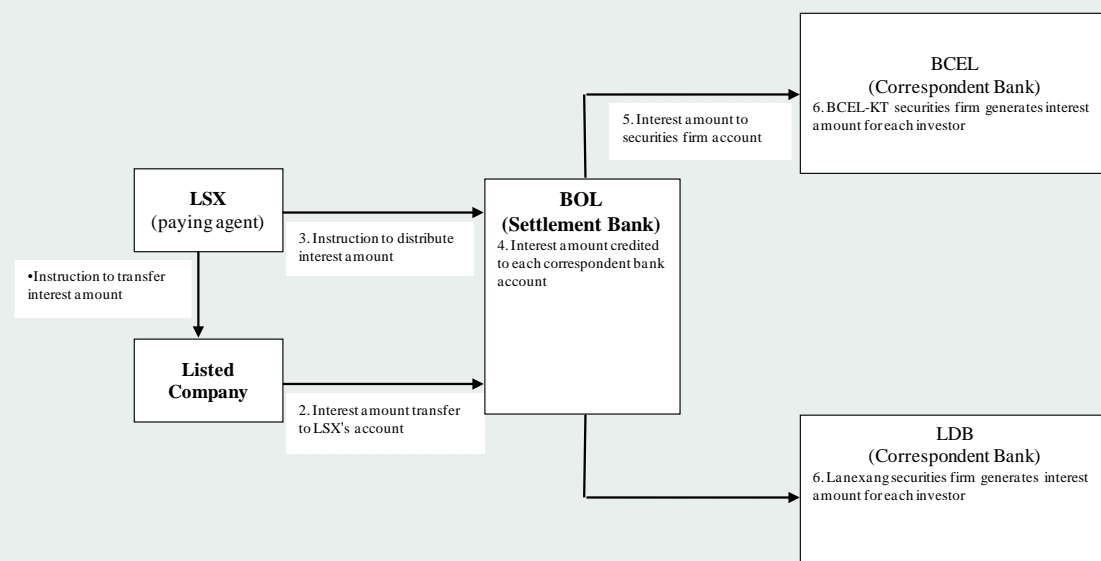 LSX
(paying agent)
•Instruction to transfer
interest amount
Listed
Company
2. Interest amount transfer
to LSX's account
3. Instruction to distribute
interest amount
BOL
(Settlement Bank)
4. Interest amount credited
to each correspondent bank
account
5. Interest amount to
securities firm account
BCEL
(Correspondent Bank)
6. BCEL-KT securities firm generates interest
amount for each investor
LDB
(Correspondent Bank)
6. Lanexang securities firm generates interest
amount for each investor